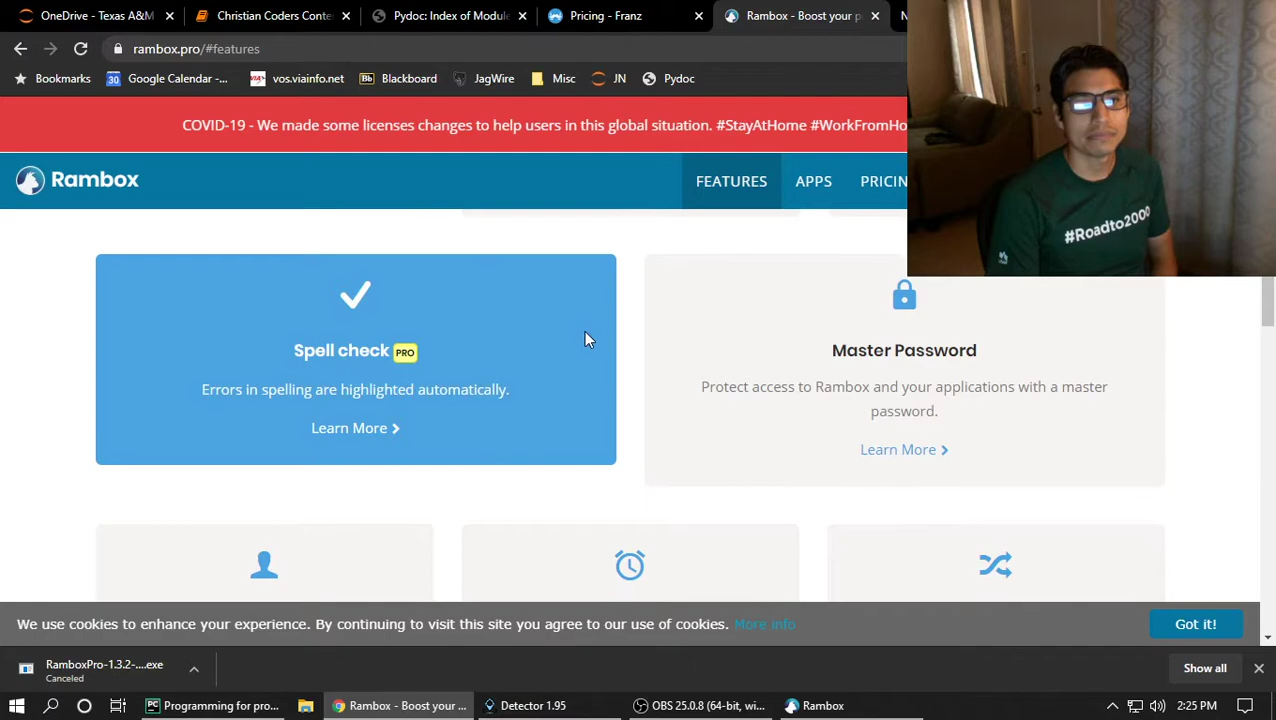 OneDrive - Texas A&M
Christian Coders Conte
Pydoc: Index of Module
Pricing - Franz
Rambox - Boost your p
rambox.pro/#features
Bookmarks
Google Calendar -...
vos.viainfo.net
Blackboard
JagWire
Misc
JN
Pydoc
COVID-19 - We made some licenses changes to help users in this global situation. #StayAtHome #WorkFromHo
Rambox
FEATURES
APPS
PRICIN
#Roadto2000
Spell check PRO
Errors in spelling are highlighted automatically.
Learn More
Master Password
Protect access to Rambox and your applications with a master
password.
Learn More
We use cookies to enhance your experience. By continuing to visit this site you agree to our use of cookies. More info
Got it!
RamboxPro-1.3.2-....exe
Canceled
Show all
Programming for pro...
Rambox - Boost your ...
Detector 1.95
OBS 25.0.8 (64-bit, ...
Rambox
2:25 PM